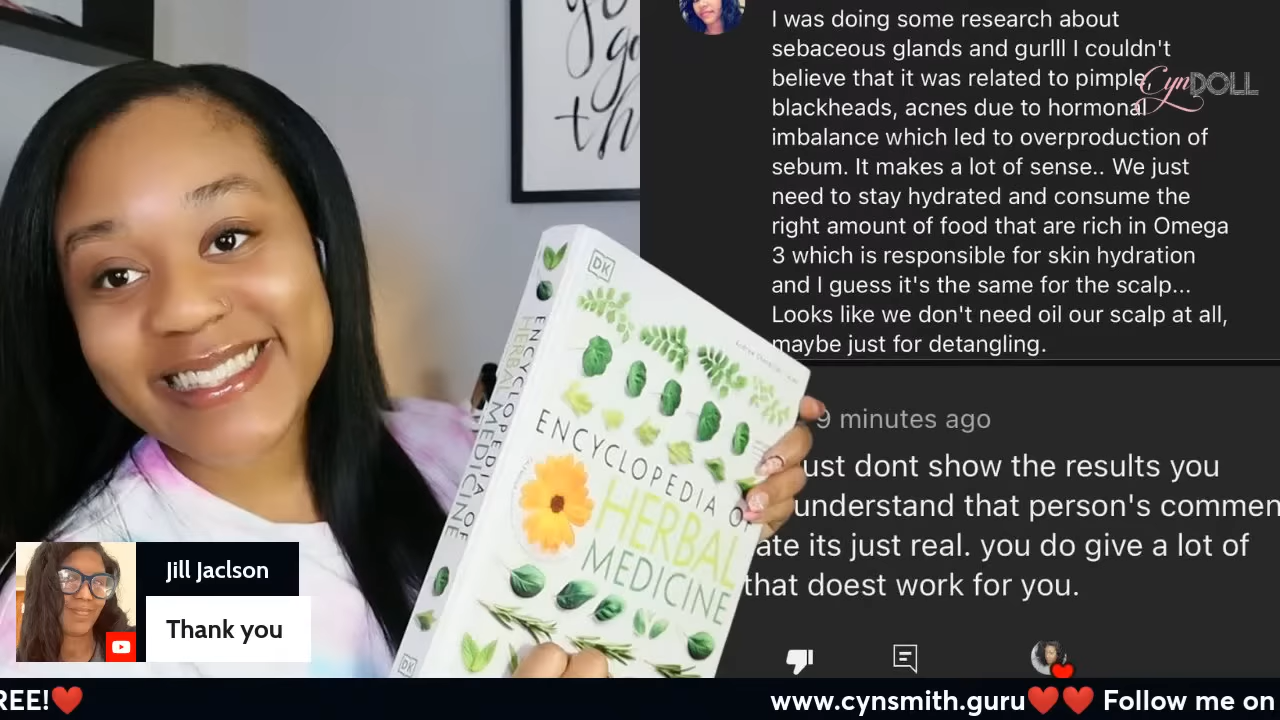 I was doing some research about
sebaceous glands and gurlll I couldn't
believe that it was related to pimple,
blackheads, acnes due to hormonal
imbalance which led to overproduction of
sebum. It makes a lot of sense.. We just
need to stay hydrated and consume the
right amount of food that are rich in Omega
3 which is responsible for skin hydration
and I guess it's the same for the scalp...
Looks like we don't need oil our scalp at all,
maybe just for detangling.
CynDOLL
9 minutes ago
ust dont show the results you
understand that person's commen
ate its just real. you do give a lot of
that doest work for you.
DK
ENCYCLOPEDIA OF
HERBAL
MEDICINE
ENCYCLOPEDIA OF
HERBAL MEDICINE
DK
Jill Jaclson
Thank you
REE!❤️
www.cynsmith.guru❤️❤️ Follow me on